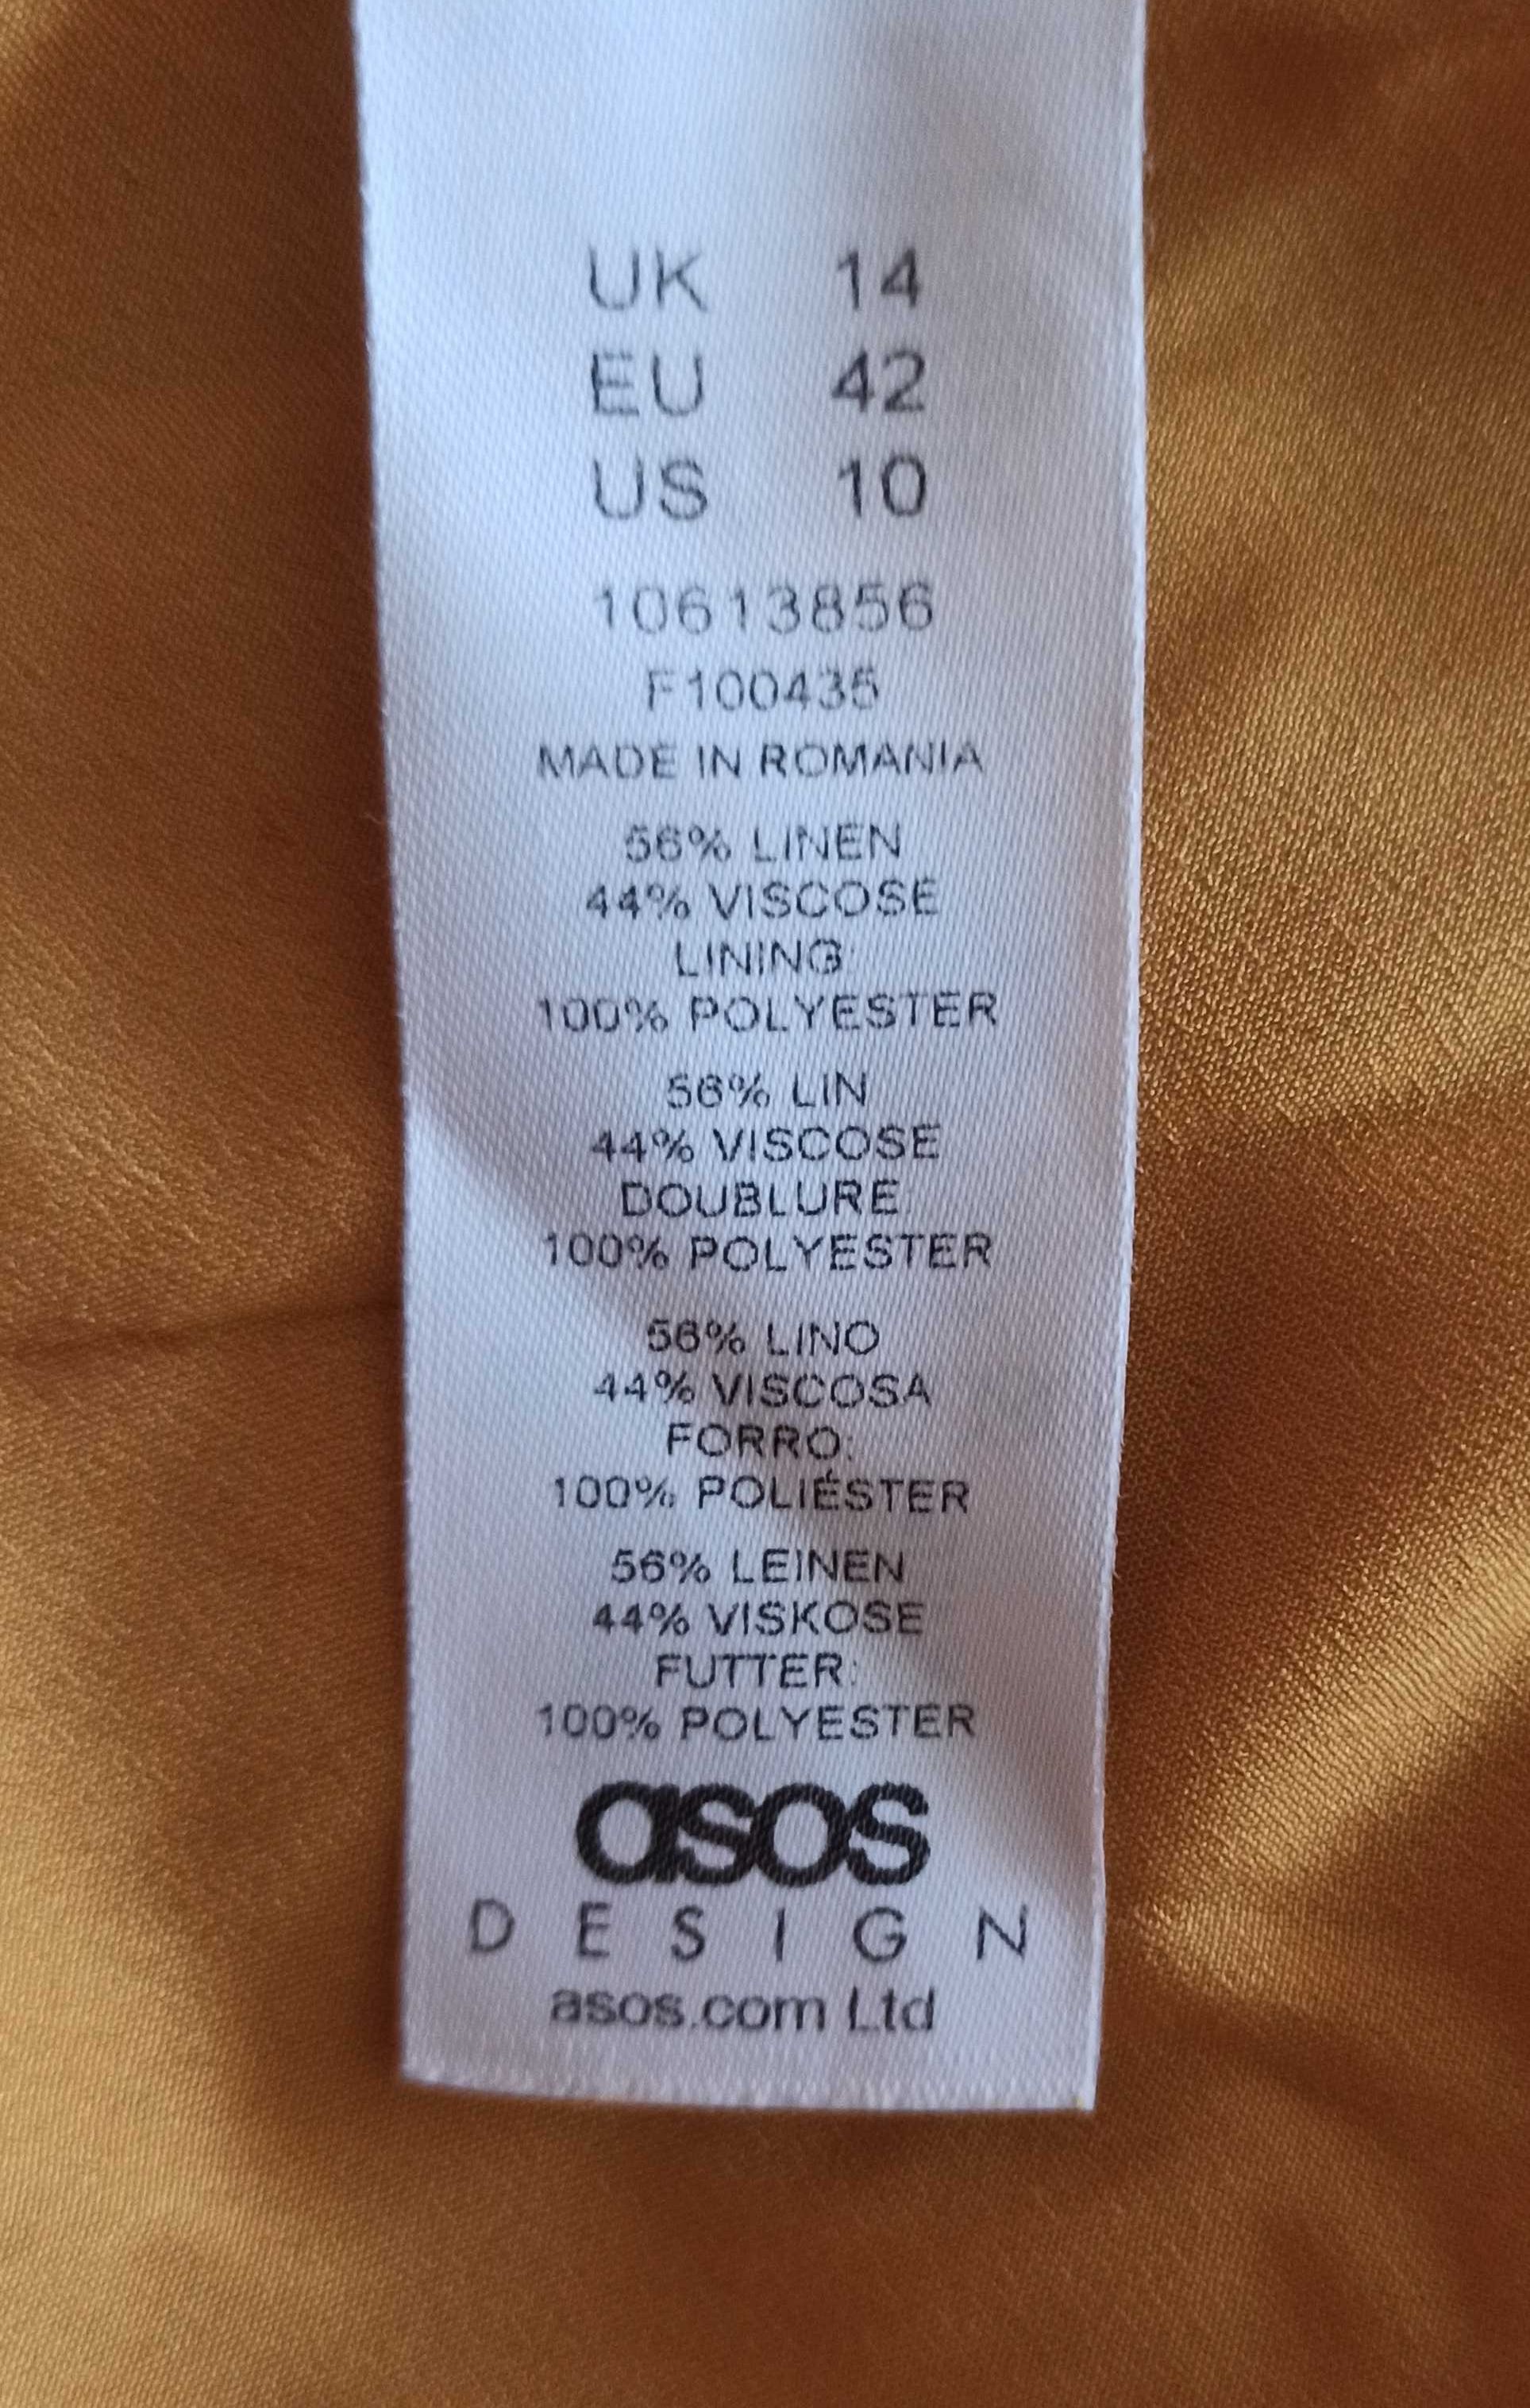 UK 14
EU 42
US 10
10613856
F100435
MADE IN ROMANIA
56% LINEN
44% VISCOSE
LINING:
100% POLYESTER
56% LIN
44% VISCOSE
DOUBLURE
100% POLYESTER
56% LINO
44% VISCOSA
FORRO:
100% POLIÉSTER
56% LEINEN
44% VISKOSE
FUTTER:
100% POLYESTER
asos
DESIGN
asos.com Ltd